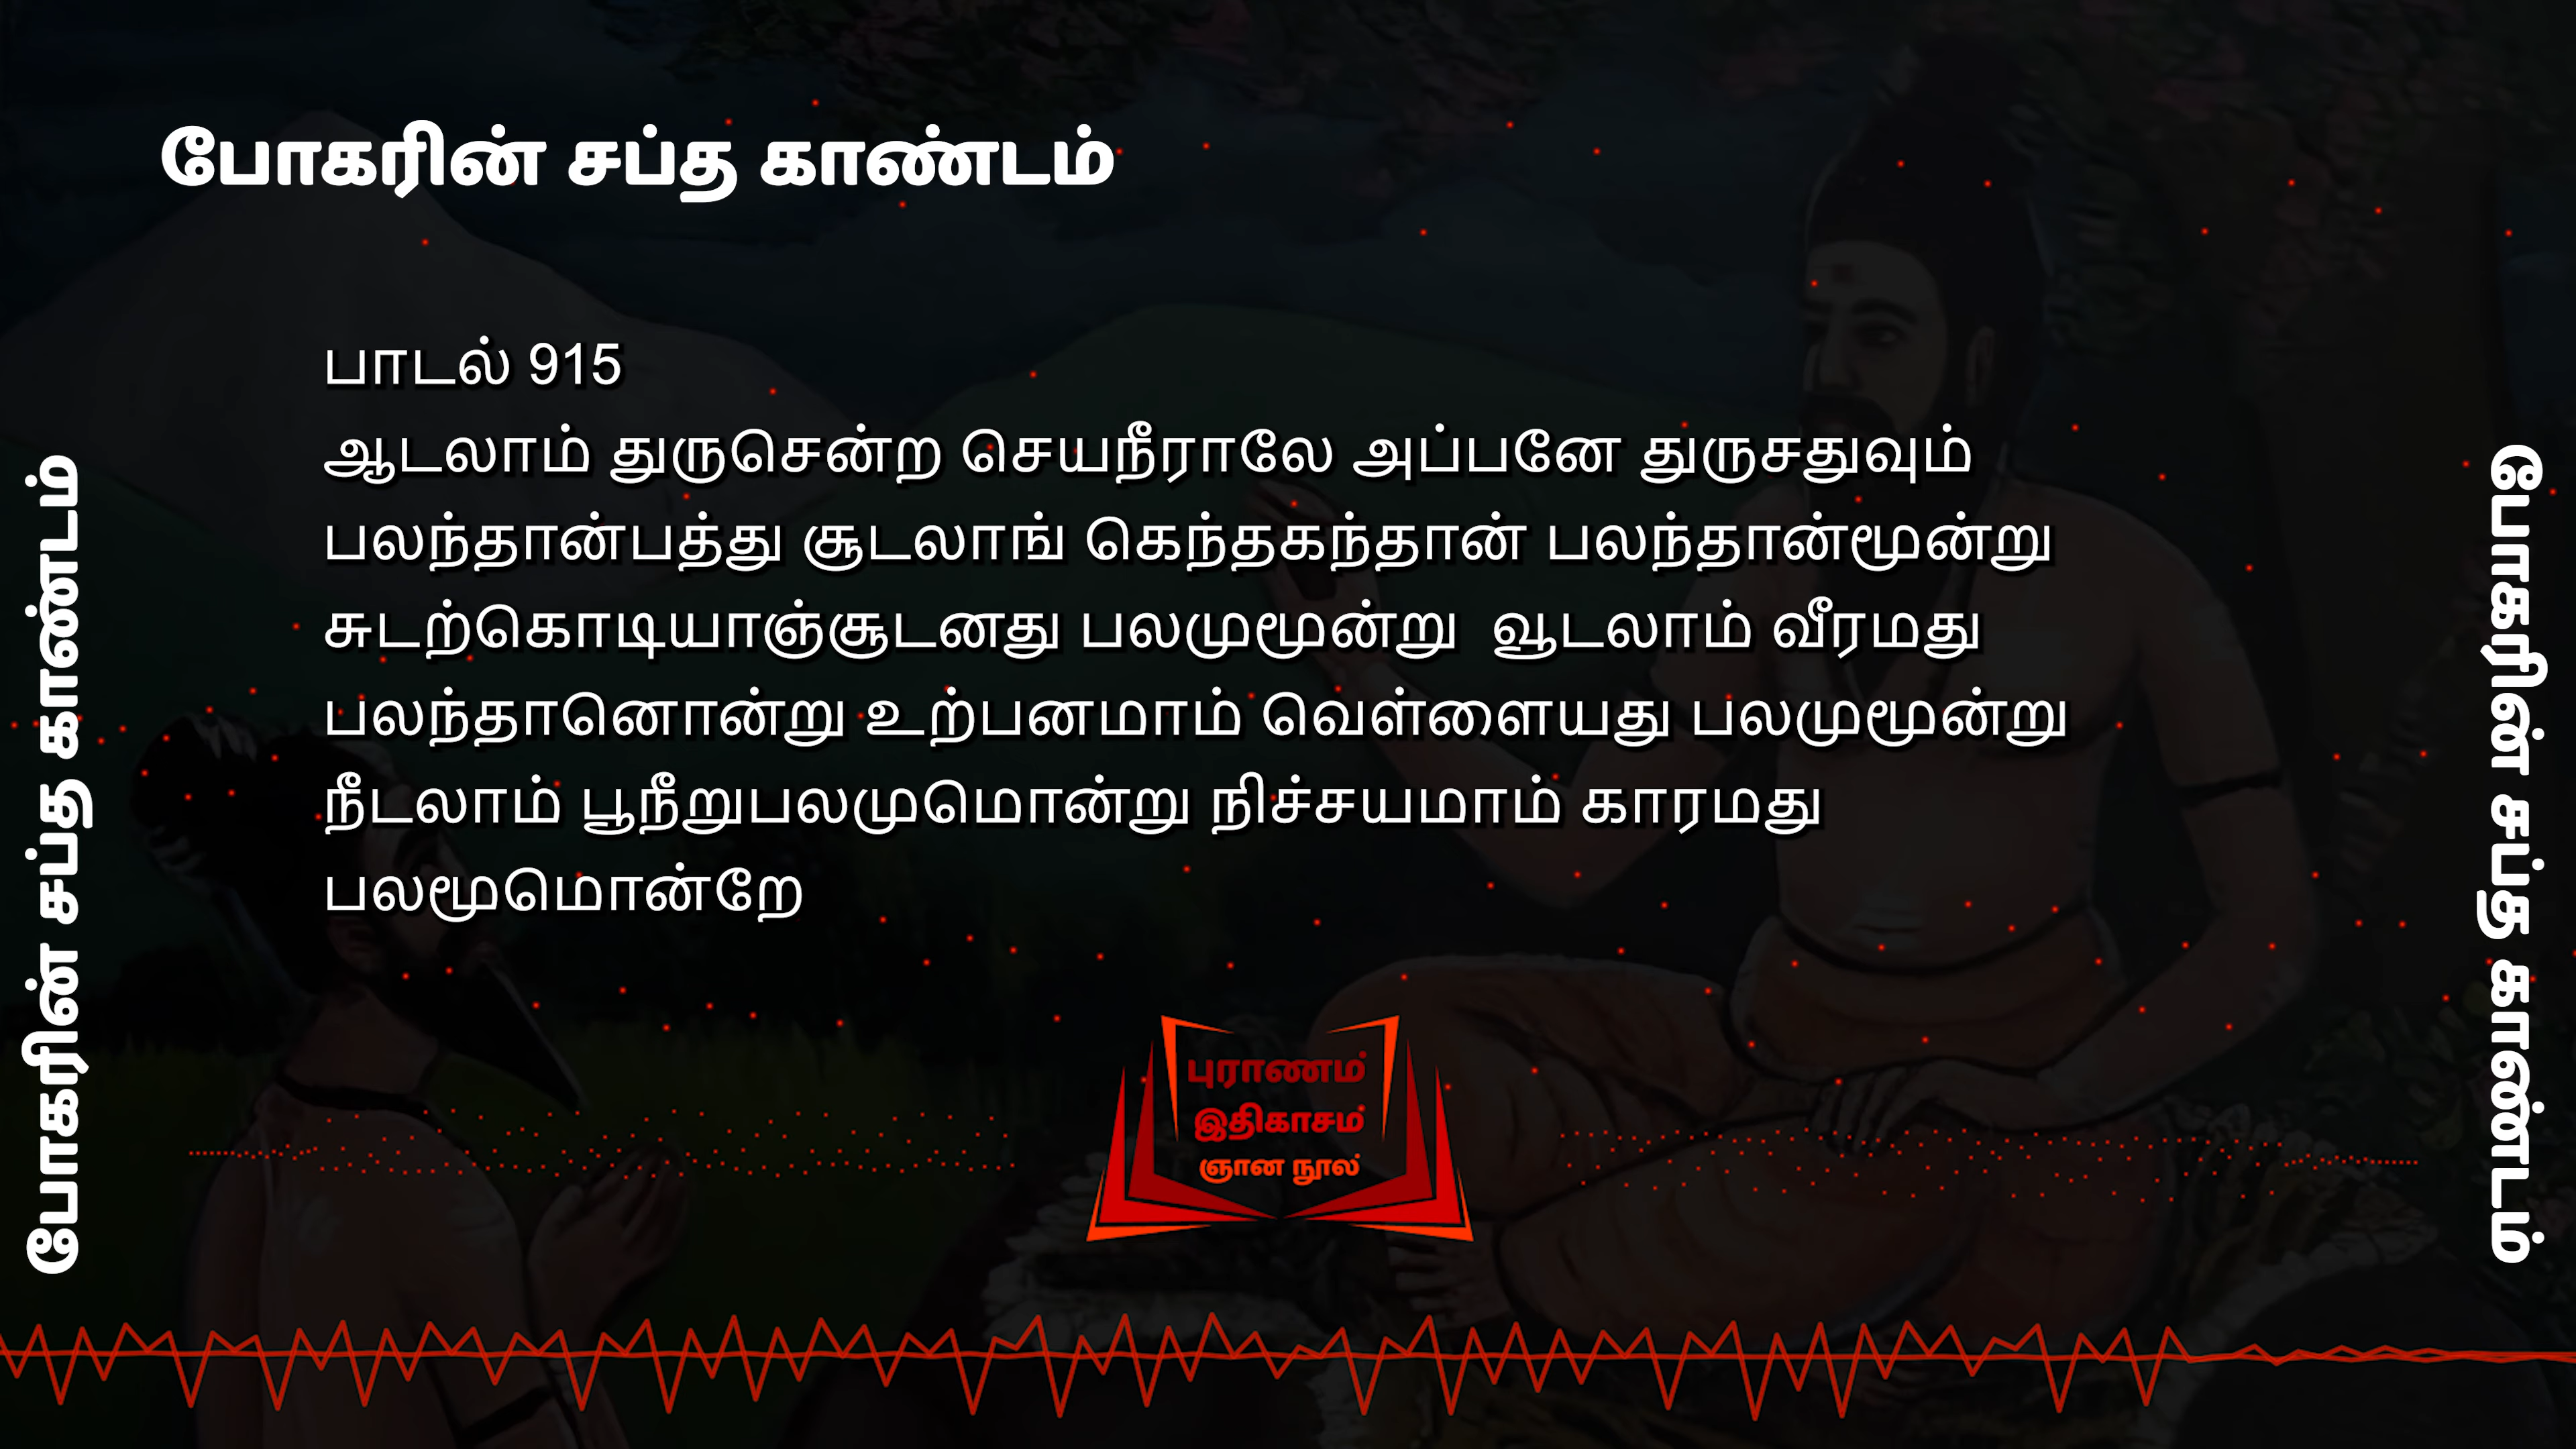 போகரின் சப்த காண்டம்
பாடல் 915
ஆடலாம் துருசென்ற செயநீராலே அப்பனே துருசதுவும்
பலந்தான்பத்து சூடலாங் கெந்தகந்தான் பலந்தான்மூன்று
சுடற்கொடியாஞ்சூடனது பலமுமூன்று வூடலாம் வீரமது
பலந்தானொன்று உற்பனமாம் வெள்ளையது பலமுமூன்று
நீடலாம் பூநீறுபலமுமொன்று நிச்சயமாம் காரமது
பலமூமொன்றே
போகரின் சப்த காண்டம்
போகரின் சப்த காண்டம்
புராணம்
இதிகாசம்
ஞான நூல்